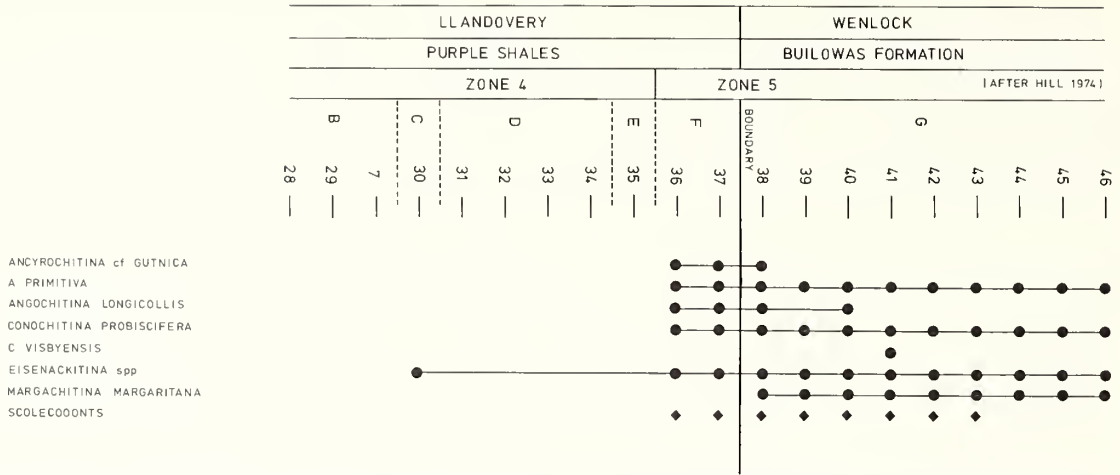 LLANDOVERY WENLOCK
PURPLE SHALES BUILOWAS FORMATION
ZONE 4 ZONE 5 (AFTER HILL 1974)
B C D E F BOUNDARY G
28 29 7 30 31 32 33 34 35 36 37 38 39 40 41 42 43 44 45 46
ANCYROCHITINA cf GUTNICA
A PRIMITIVA
ANGOCHITINA LONGICOLLIS
CONOCHITINA PROBISCIFERA
C VISBYENSIS
EISENACKITINA spp
MARGACHITINA MARGARITANA
SCOLECOOONTS